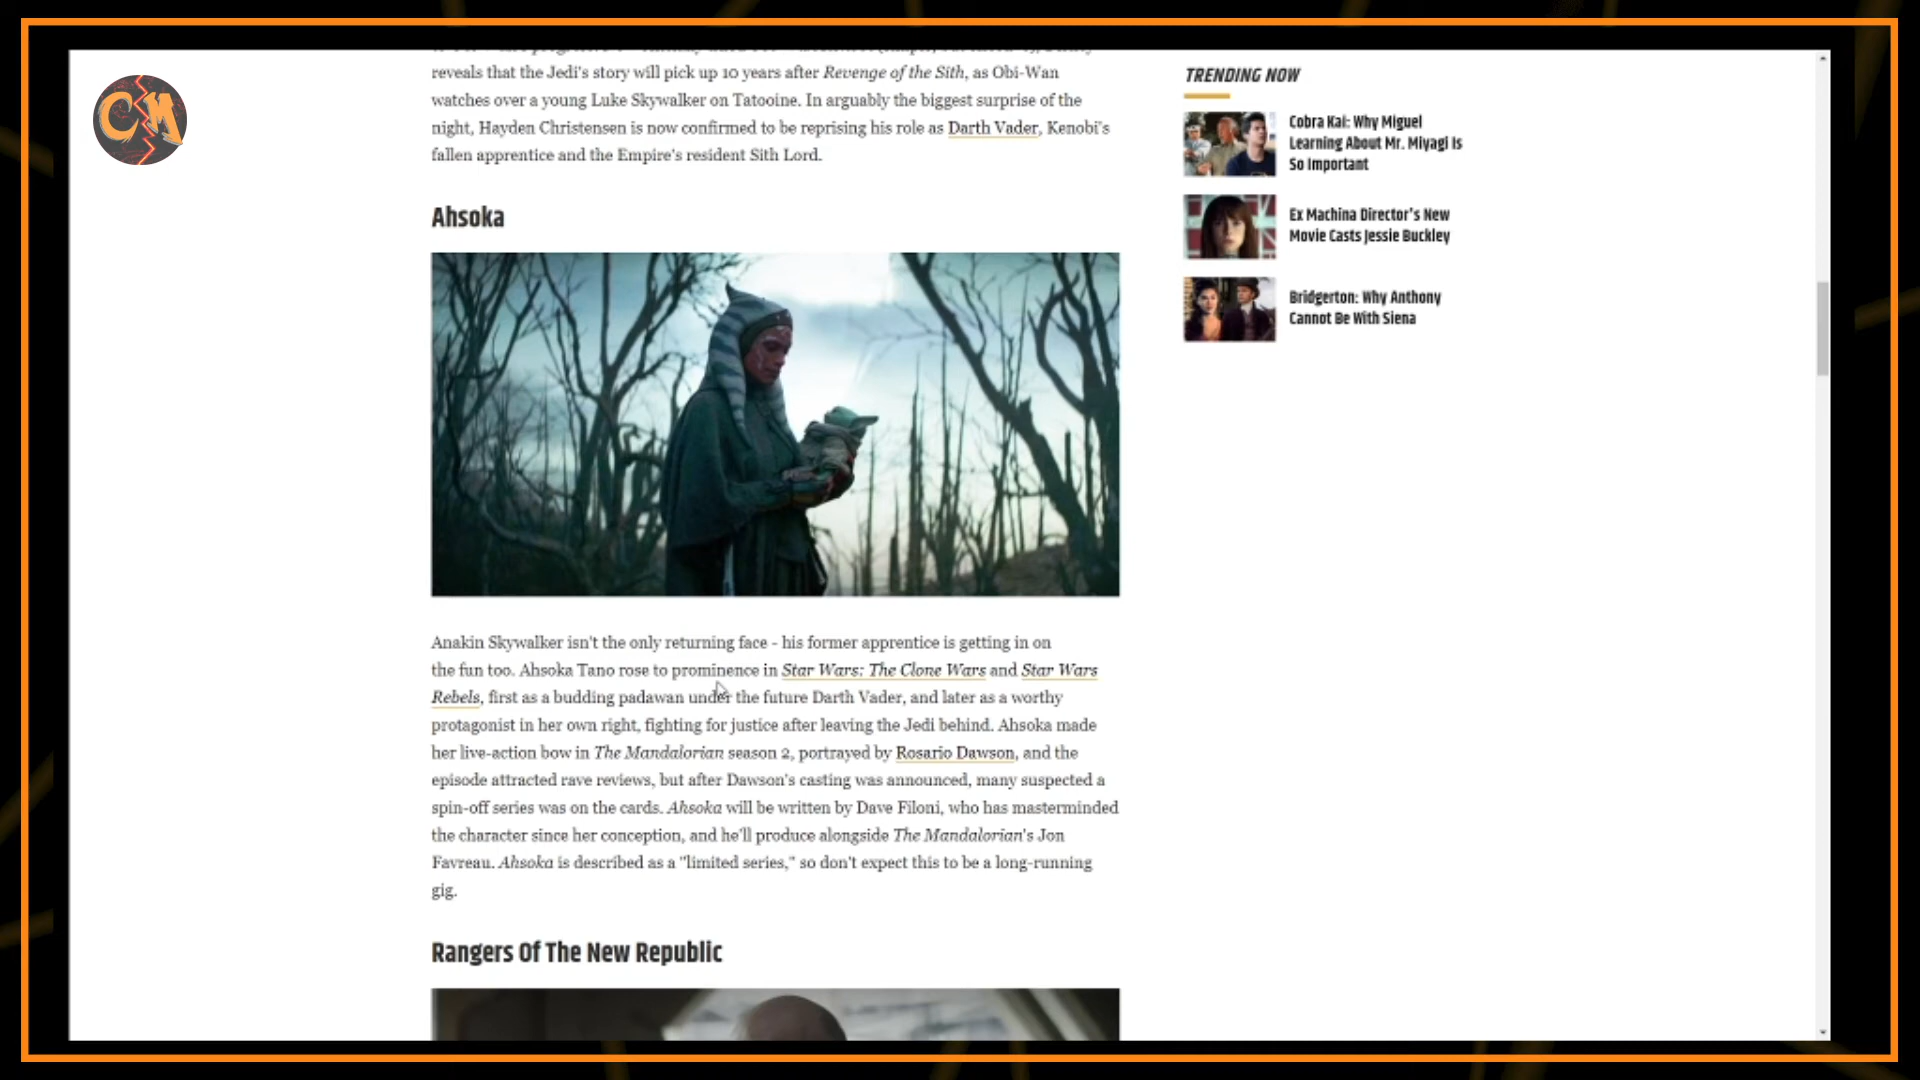 CM
reveals that the Jedi's story will pick up 10 years after Revenge of the Sith, as Obi-Wan
watches over a young Luke Skywalker on Tatooine. In arguably the biggest surprise of the
night, Hayden Christensen is now confirmed to be reprising his role as Darth Vader, Kenobi's
fallen apprentice and the Empire's resident Sith Lord.
Ahsoka
Anakin Skywalker isn't the only returning face - his former apprentice is getting in on
the fun too. Ahsoka Tano rose to prominence in Star Wars: The Clone Wars and Star Wars
Rebels, first as a budding padawan under the future Darth Vader, and later as a worthy
protagonist in her own right, fighting for justice after leaving the Jedi behind. Ahsoka made
her live-action bow in The Mandalorian season 2, portrayed by Rosario Dawson, and the
episode attracted rave reviews, but after Dawson's casting was announced, many suspected a
spin-off series was on the cards. Ahsoka will be written by Dave Filoni, who has masterminded
the character since her conception, and he'll produce alongside The Mandalorian's Jon
Favreau. Ahsoka is described as a "limited series," so don't expect this to be a long-running
gig.
Rangers Of The New Republic
TRENDING NOW
Cobra Kai: Why Miguel
Learning About Mr. Miyagi Is
So Important
Ex Machina Director's New
Movie Casts Jessie Buckley
Bridgerton: Why Anthony
Cannot Be With Siena